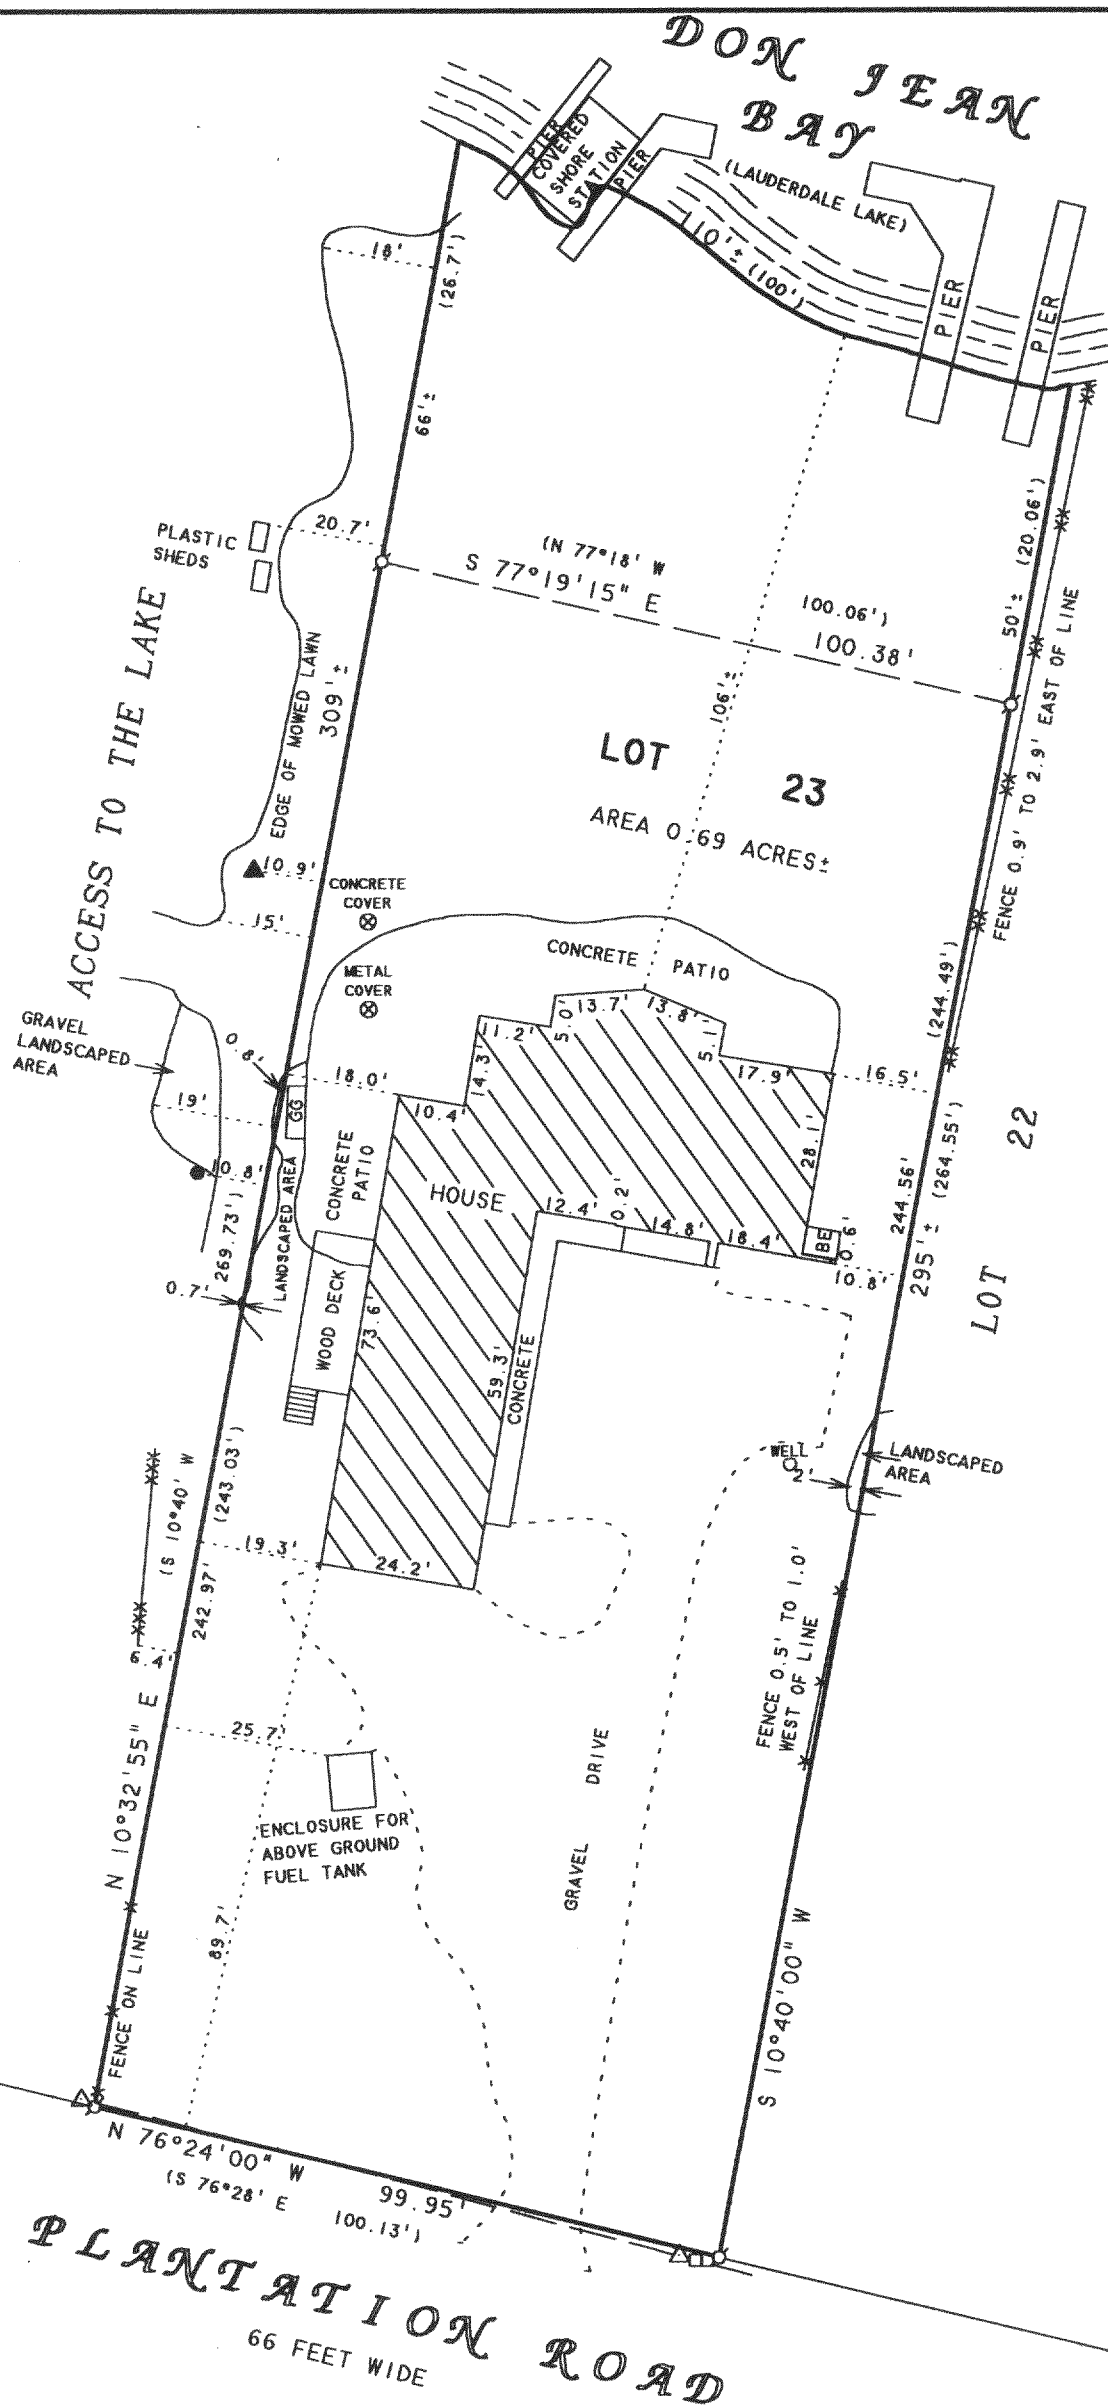 DON JEAN
BAY
(LAUDERDALE LAKE)
PIER
COVERED
SHORE
STATION
PIER
110'± (100')
PIER
PIER
18'
(26.7')
66'±
PLASTIC
SHEDS
20.7'
(N 77°18' W
100.06')
S 77°19'15" E
100.38'
50'± (20.06')
XX
XX
XX
XX
XX
XX
FENCE 0.9' TO 2.9' EAST OF LINE
ACCESS TO THE LAKE
EDGE OF MOWED LAWN
309'±
106'±
LOT 23
AREA 0.69 ACRES±
10.9'
15'
CONCRETE
COVER
METAL
COVER
CONCRETE PATIO
(244.49')
GRAVEL
LANDSCAPED
AREA
0.8'
19'
10.8'
18.0'
GG
11.2'
5.0'
13.7'
13.8'
5.1'
17.9'
16.5'
14.3'
10.4'
28.1'
CONCRETE
PATIO
HOUSE
12.4'
0.2'
14.8'
18.4'
BE
0.6'
10.8'
244.56'
(264.55')
295'±
LOT 22
LANDSCAPED AREA
269.73')
0.7'
WOOD DECK
73.6'
59.3'
CONCRETE
WELL
2'
LANDSCAPED
AREA
XXX
XXX
(S 10°40' W
(243.03')
242.97'
19.3'
24.2'
6.4'
N 10°32'55" E
25.7'
ENCLOSURE FOR
ABOVE GROUND
FUEL TANK
FENCE 0.5' TO 1.0'
WEST OF LINE
GRAVEL DRIVE
89.7'
FENCE ON LINE
S 10°40'00" W
N 76°24'00" W
99.95'
(S 76°28' E
100.13')
PLANTATION ROAD
66 FEET WIDE